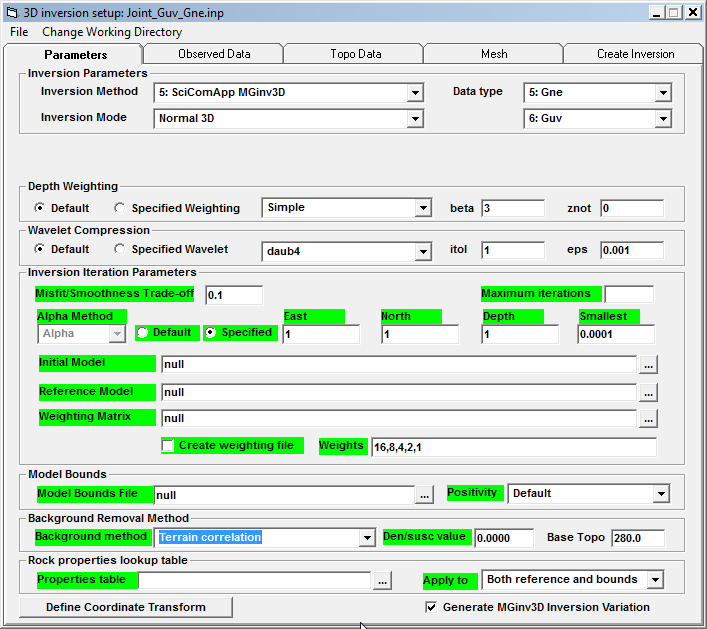 3D inversion setup: Joint_Guv_Gne.inp
File Change Working Directory
Parameters Observed Data Topo Data Mesh Create Inversion
Inversion Parameters
Inversion Method 5: SciComApp MGinv3D Data type 5: Gne
Inversion Mode Normal 3D 6: Guv
Depth Weighting
Default Specified Weighting Simple beta 3 znot 0
Wavelet Compression
Default Specified Wavelet daub4 itol 1 eps 0.001
Inversion Iteration Parameters
Misfit/Smoothness Trade-off 0.1 Maximum iterations
Alpha Method East North Depth Smallest
Alpha Default Specified 1 1 1 0.0001
Initial Model null ...
Reference Model null ...
Weighting Matrix null ...
Create weighting file Weights 16,8,4,2,1
Model Bounds
Model Bounds File null ... Positivity Default
Background Removal Method
Background method Terrain correlation Den/susc value 0.0000 Base Topo 280.0
Rock properties lookup table
Properties table ... Apply to Both reference and bounds
Define Coordinate Transform Generate MGinv3D Inversion Variation